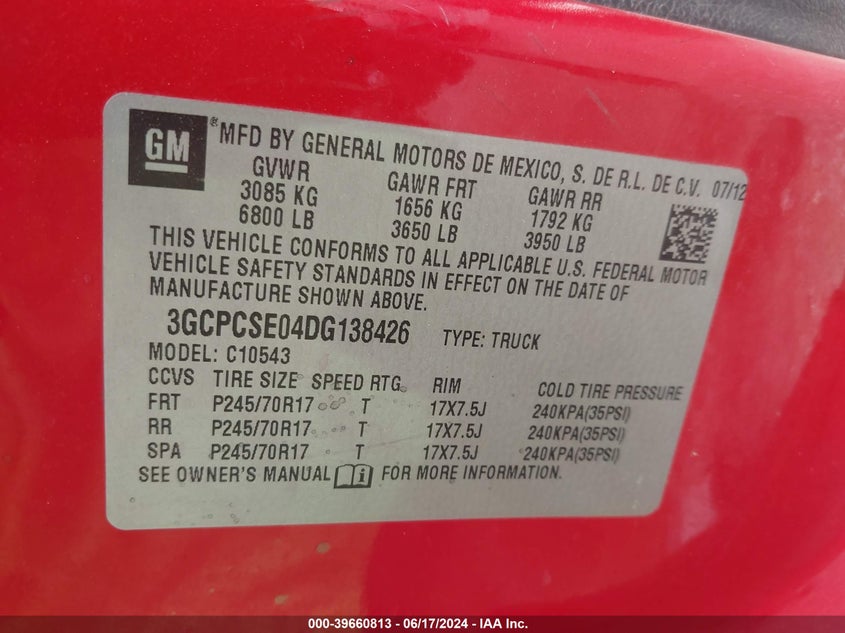 GM ®MFD BY GENERAL MOTORS DE MEXICO, S. DE R.L. DE C.V. 07/12
GVWR GAWR FRT GAWR RR
3085 KG 1656 KG 1792 KG
6800 LB 3650 LB 3950 LB
THIS VEHICLE CONFORMS TO ALL APPLICABLE U.S. FEDERAL MOTOR
VEHICLE SAFETY STANDARDS IN EFFECT ON THE DATE OF
MANUFACTURE SHOWN ABOVE.
3GCPCSE04DG138426 TYPE: TRUCK
MODEL: C10543
CCVS TIRE SIZE SPEED RTG RIM COLD TIRE PRESSURE
FRT P245/70R17 T 17X7.5J 240KPA(35PSI)
RR P245/70R17 T 17X7.5J 240KPA(35PSI)
SPA P245/70R17 T 17X7.5J 240KPA(35PSI)
SEE OWNER'S MANUAL FOR MORE INFORMATION.
000-39660813 - 06/17/2024 - IAA Inc.